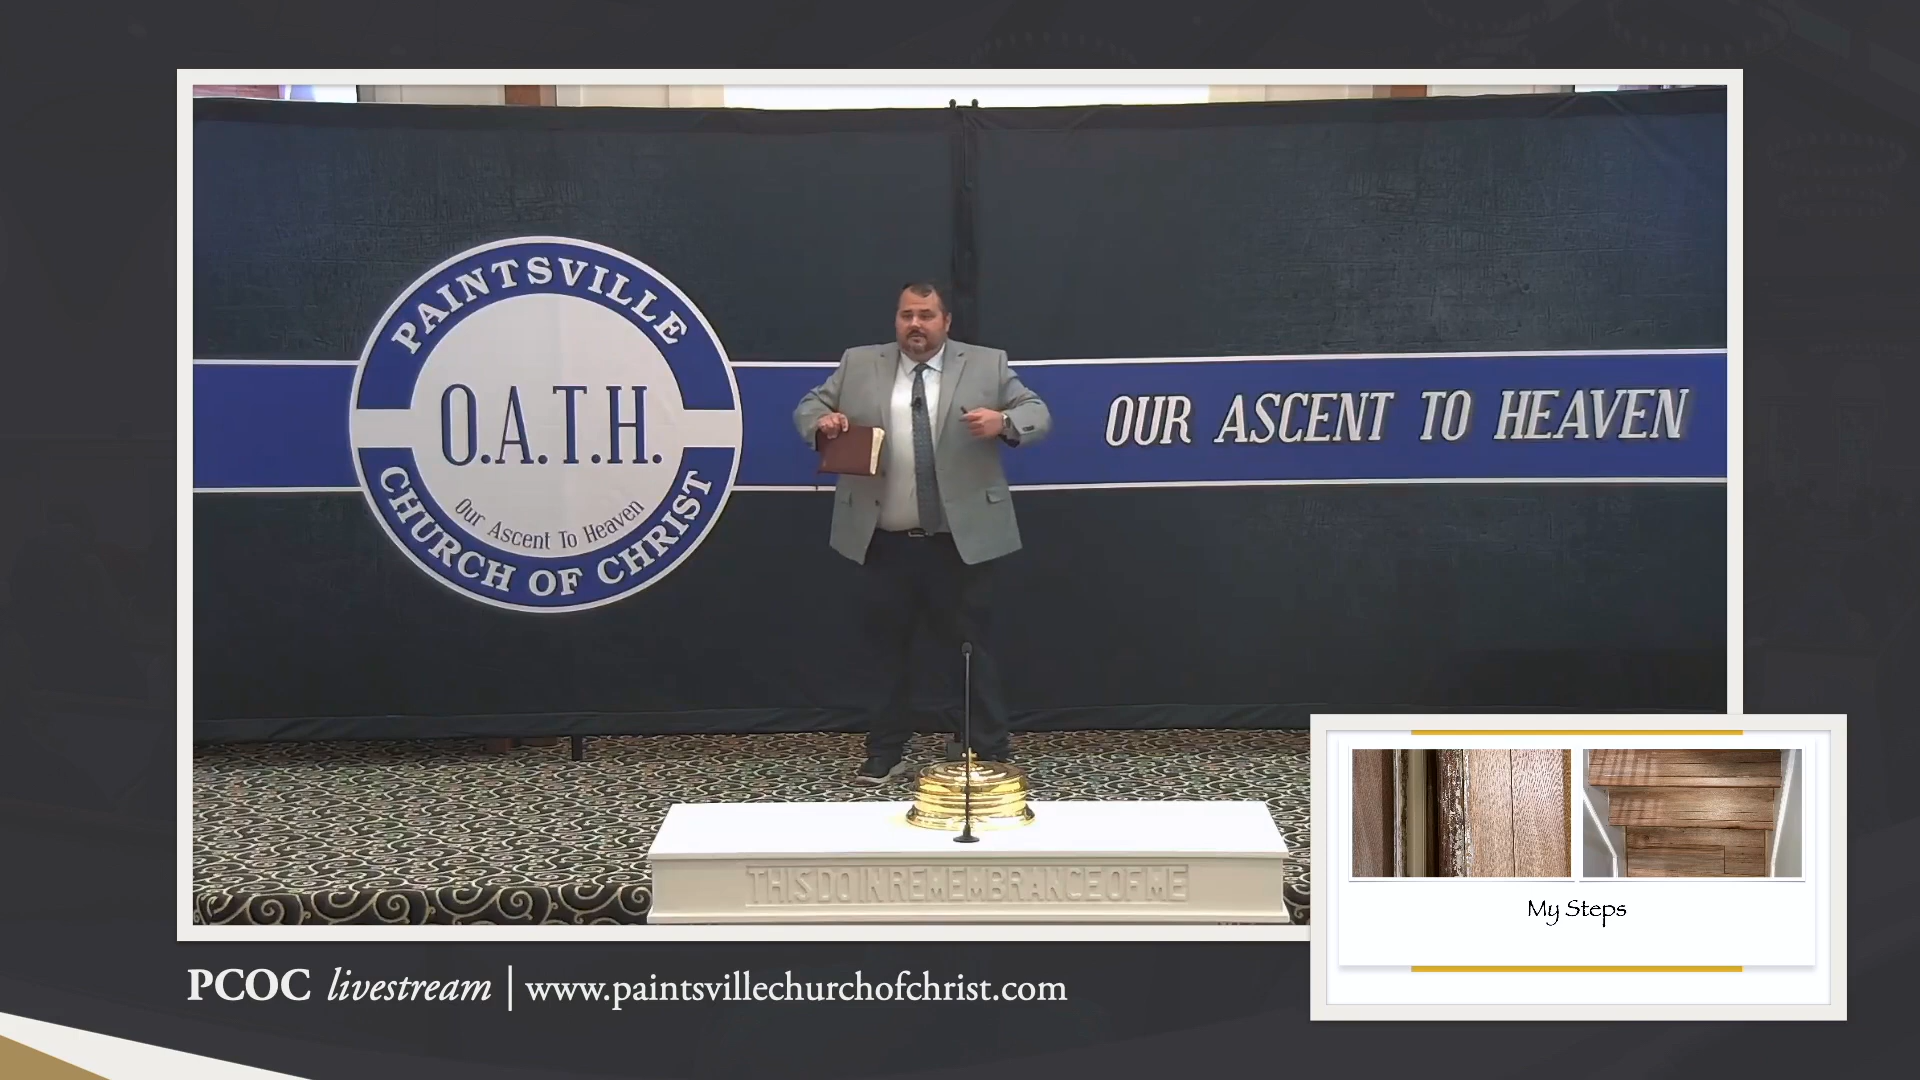 PAINTSVILLE
O.A.T.H.
Our Ascent To Heaven
CHURCH OF CHRIST
OUR ASCENT TO HEAVEN
THIS DO IN REMEMBRANCE OF ME
My Steps
PCOC livestream | www.paintsvillechurchofchrist.com